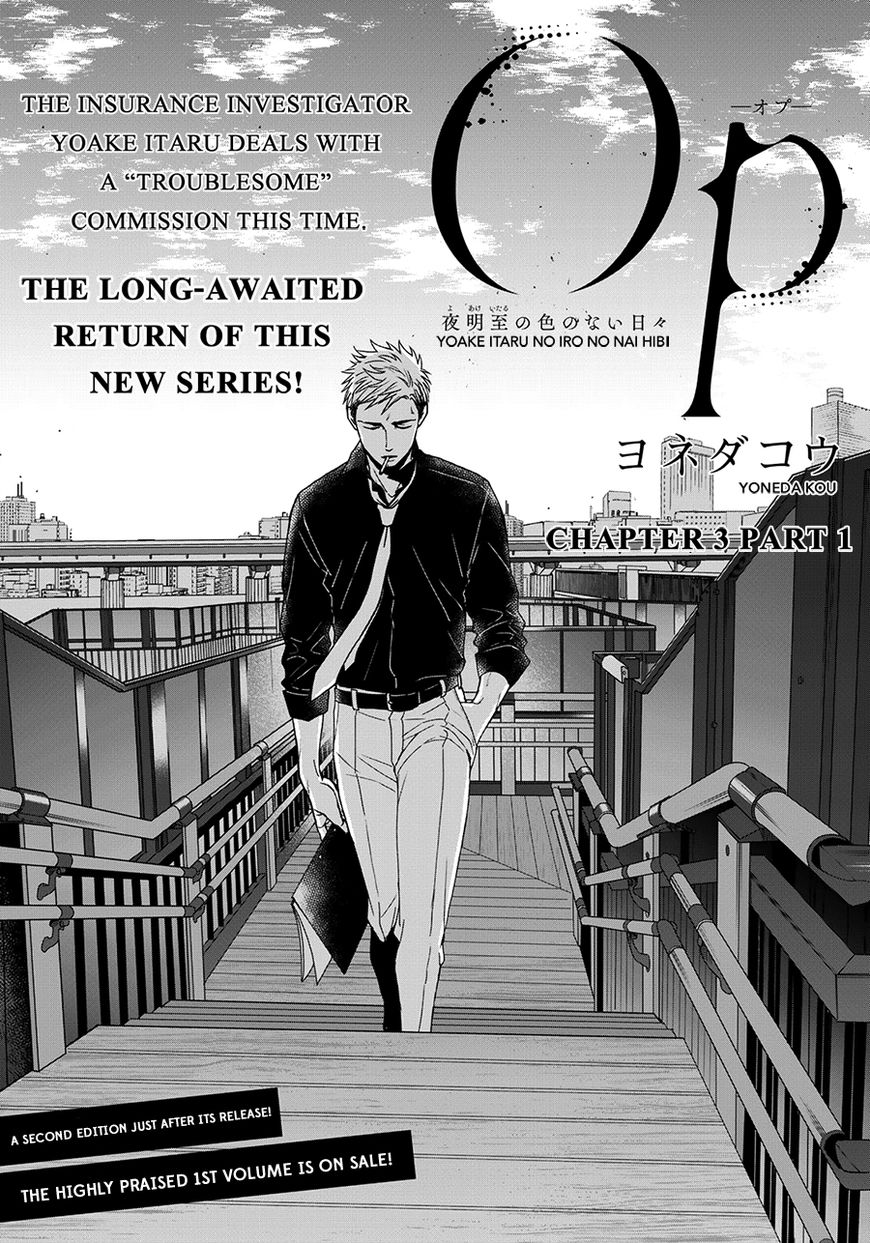 THE INSURANCE INVESTIGATOR
YOAKE ITARU DEALS WITH
A “TROUBLESOME”
COMMISSION THIS TIME.
THE LONG-AWAITED
RETURN OF THIS
NEW SERIES!
Op
—オプ—
よ あけ いたる
夜明至の色のない日々
YOAKE ITARU NO IRO NO NAI HIBI
ヨネダコウ
YONEDA KOU
CHAPTER 3 PART 1
A SECOND EDITION JUST AFTER ITS RELEASE!
THE HIGHLY PRAISED 1ST VOLUME IS ON SALE!